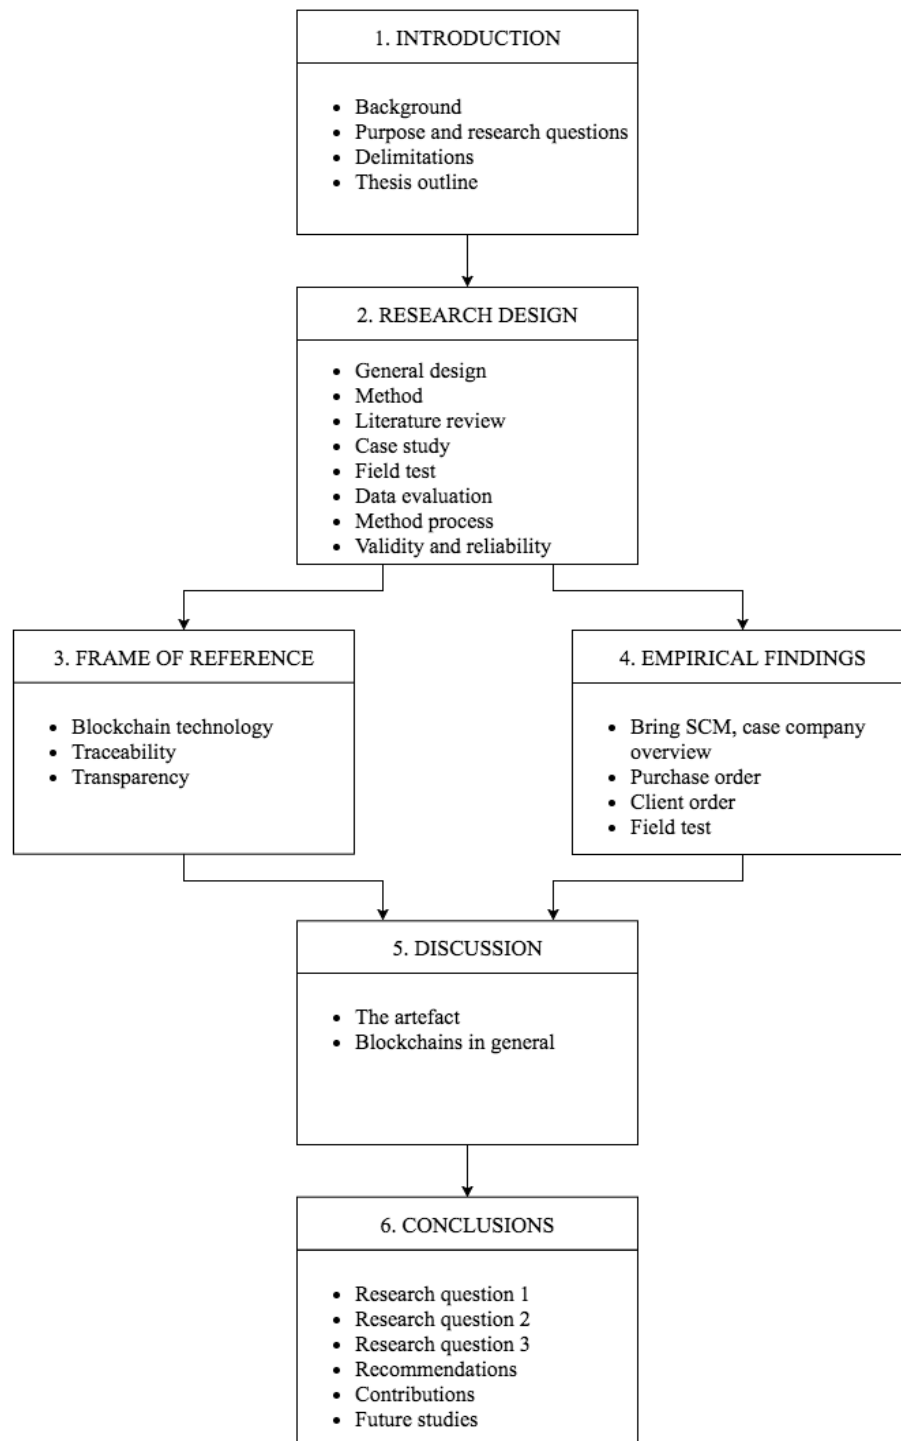 1. INTRODUCTION
• Background
• Purpose and research questions
• Delimitations
• Thesis outline
2. RESEARCH DESIGN
• General design
• Method
• Literature review
• Case study
• Field test
• Data evaluation
• Method process
• Validity and reliability
3. FRAME OF REFERENCE
• Blockchain technology
• Traceability
• Transparency
4. EMPIRICAL FINDINGS
• Bring SCM, case company
overview
• Purchase order
• Client order
• Field test
5. DISCUSSION
• The artefact
• Blockchains in general
6. CONCLUSIONS
• Research question 1
• Research question 2
• Research question 3
• Recommendations
• Contributions
• Future studies